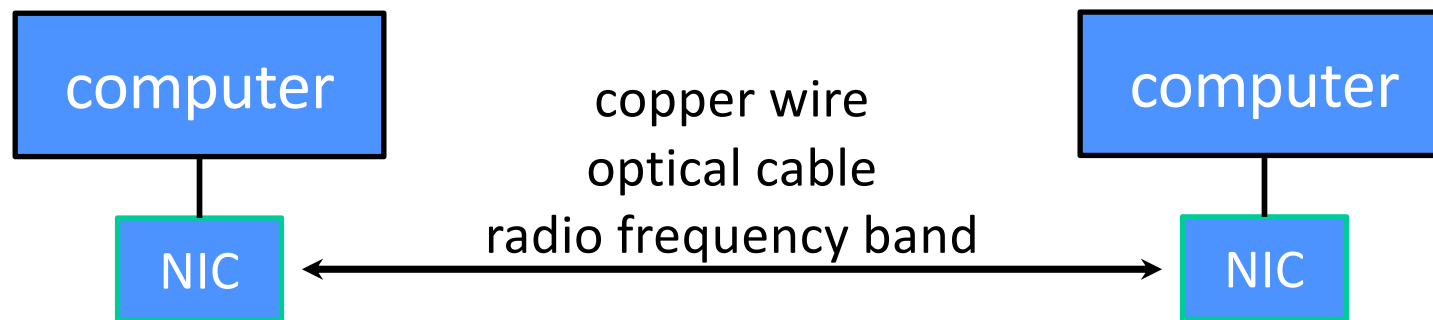 computer
computer
copper wire
optical cable
radio frequency band
NIC
NIC